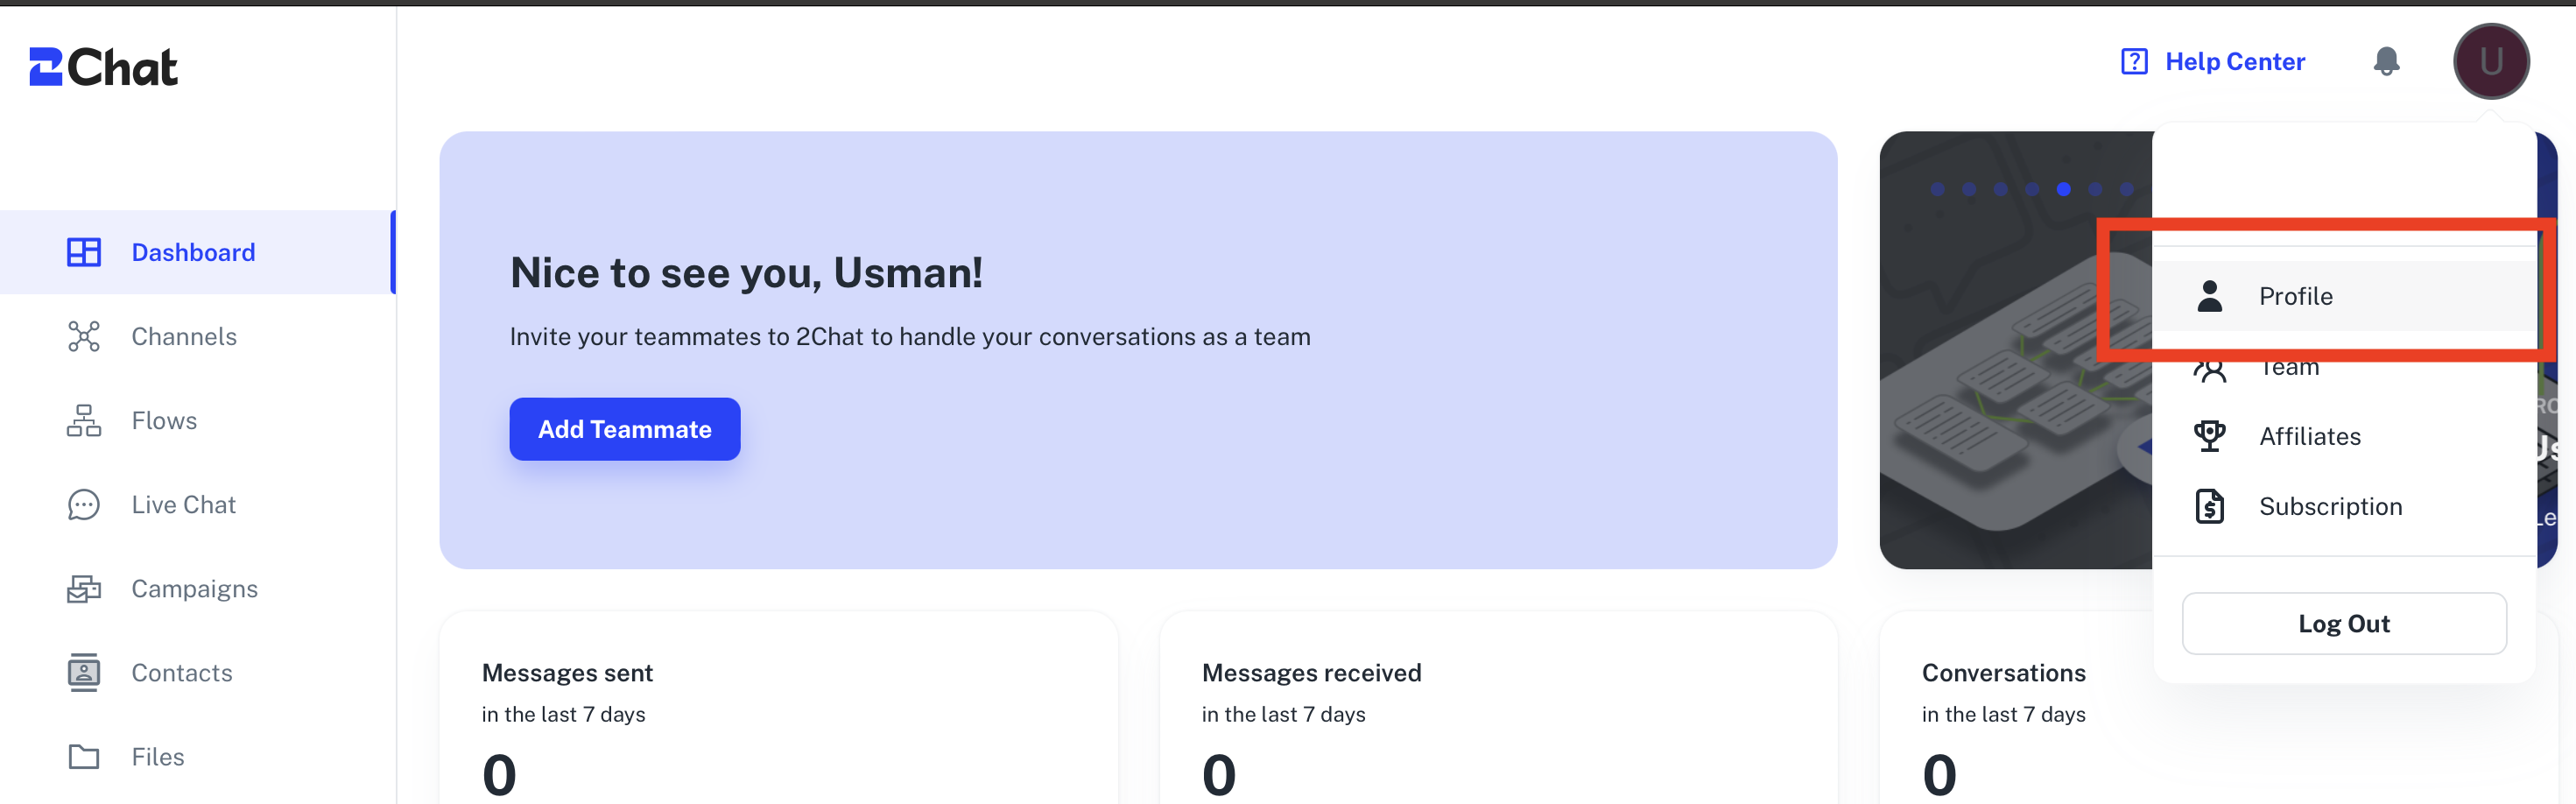 2Chat
Help Center
U
Dashboard
Channels
Flows
Live Chat
Campaigns
Contacts
Files
Nice to see you, Usman!
Invite your teammates to 2Chat to handle your conversations as a team
Add Teammate
Profile
Team
Affiliates
Subscription
Log Out
Messages sent
in the last 7 days
0
Messages received
in the last 7 days
0
Conversations
in the last 7 days
0